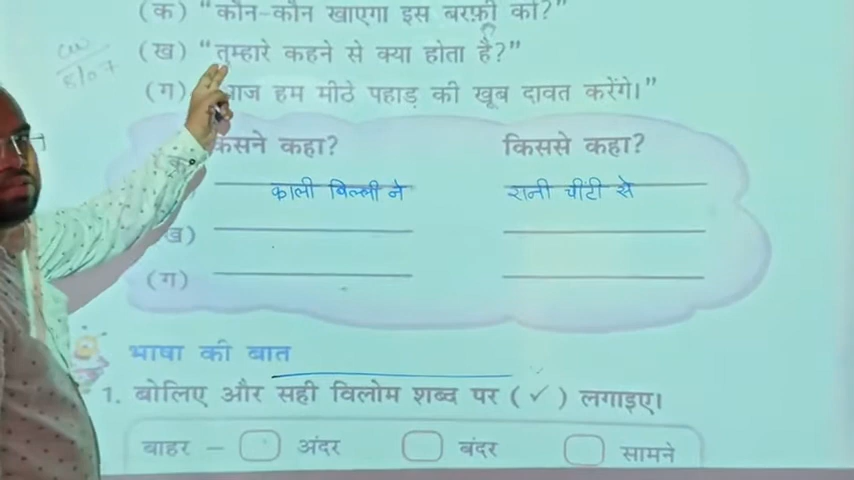 (क) "कौन-कौन खाएगा इस बरफ़ी को?"
(ख) "तुम्हारे कहने से क्या होता है?"
(ग) आज हम मीठे पहाड़ की खूब दावत करेंगे।"
किसने कहा? किससे कहा?
काली बिल्ली ने रानी चींटी से
(ख)
(ग)
भाषा की बात
1. बोलिए और सही विलोम शब्द पर (✓) लगाइए।
बाहर - अंदर बंदर सामने